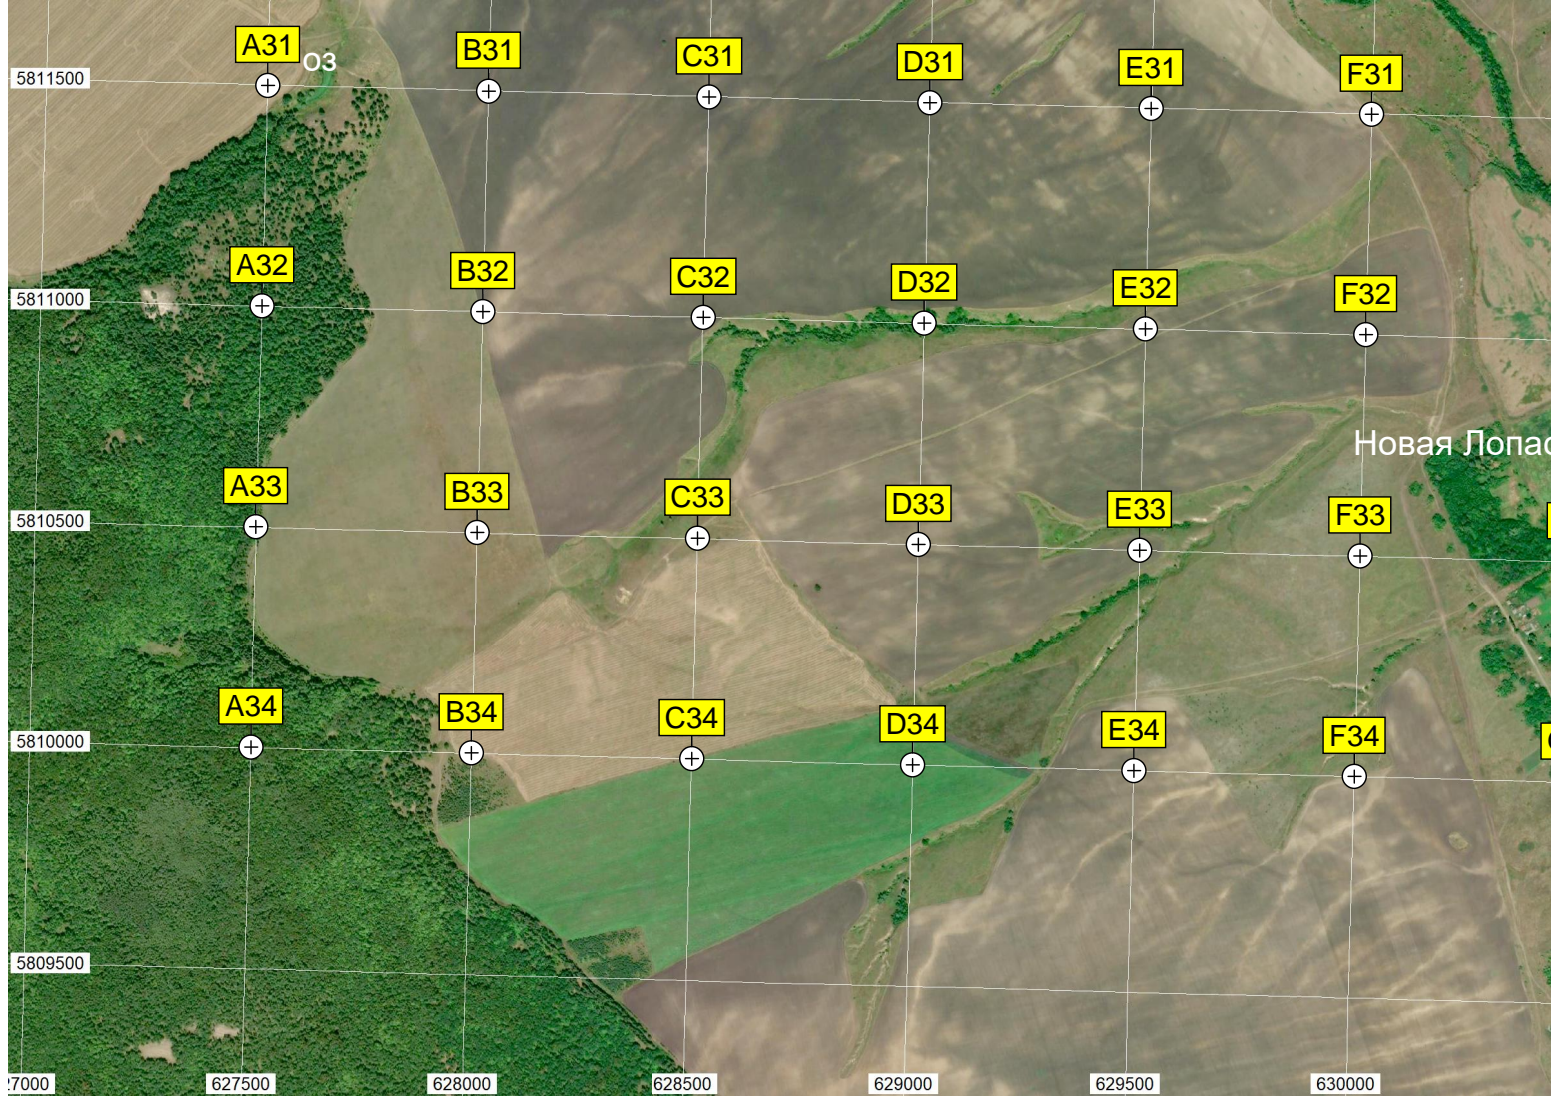 A31 B31 C31 D31 E31 F31
оз
5811500
A32 B32 C32 D32 E32 F32
5811000
Новая Лопас
A33 B33 C33 D33 E33 F33
5810500
A34 B34 C34 D34 E34 F34
5810000
5809500
27000 627500 628000 628500 629000 629500 630000